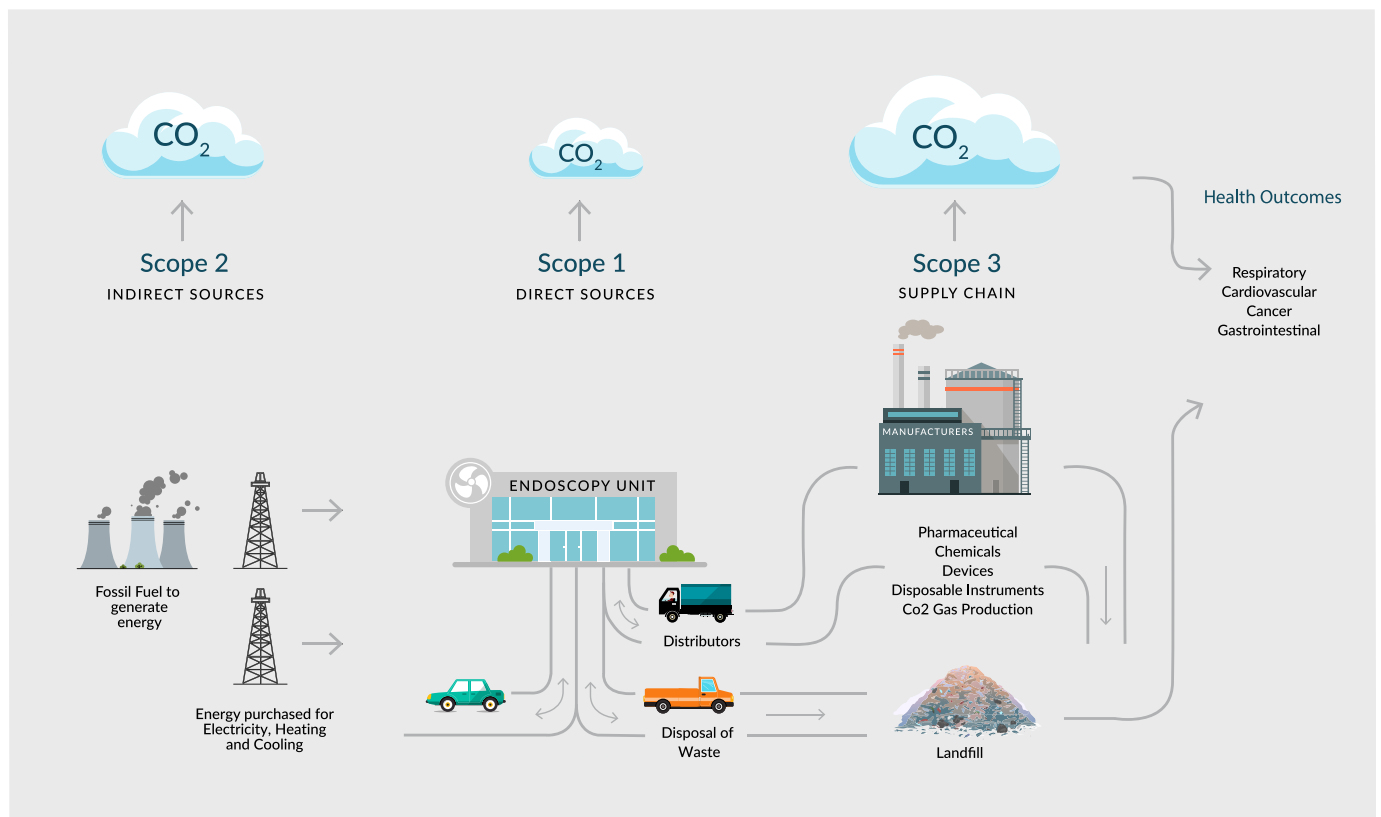 CO2
CO2
CO2
Health Outcomes
Scope 2
INDIRECT SOURCES
Scope 1
DIRECT SOURCES
Scope 3
SUPPLY CHAIN
Respiratory
Cardiovascular
Cancer
Gastrointestinal
MANUFACTURERS
ENDOSCOPY UNIT
Pharmaceutical
Chemicals
Devices
Disposable Instruments
Co2 Gas Production
Fossil Fuel to
generate
energy
Distributors
Energy purchased for
Electricity, Heating
and Cooling
Disposal of
Waste
Landfill